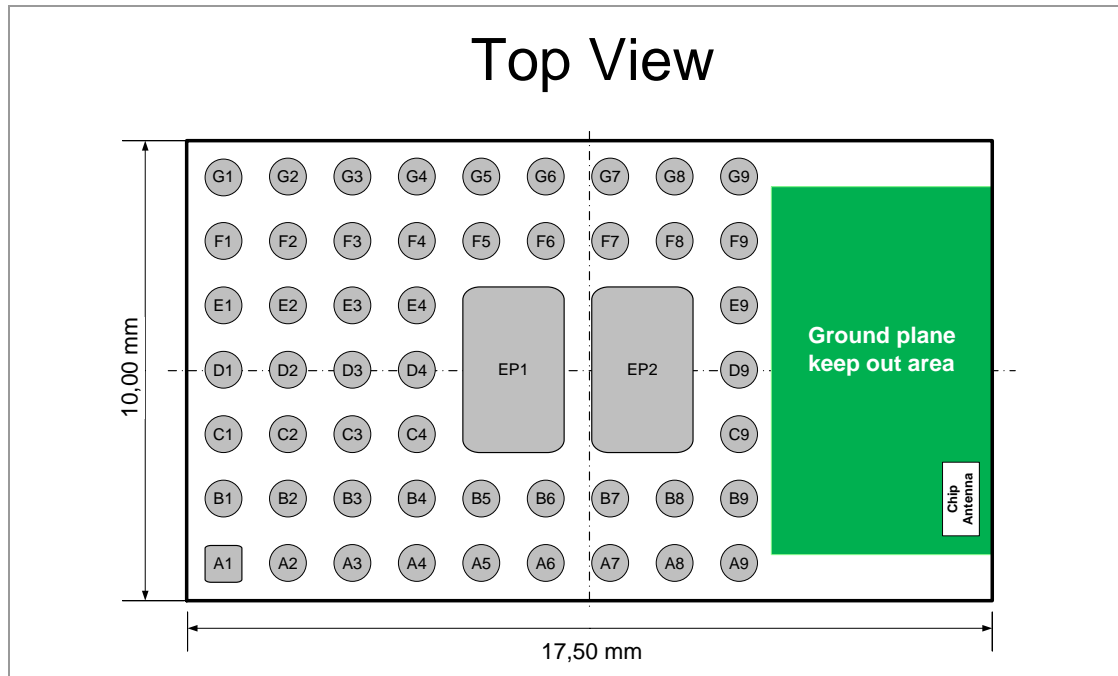 Top View
G1 G2 G3 G4 G5 G6 G7 G8 G9
F1 F2 F3 F4 F5 F6 F7 F8 F9
E1 E2 E3 E4 E9
Ground plane
keep out area
D1 D2 D3 D4 EP1 EP2 D9
10,00 mm
C1 C2 C3 C4 C9
B1 B2 B3 B4 B5 B6 B7 B8 B9
Chip
Antenna
A1 A2 A3 A4 A5 A6 A7 A8 A9
17,50 mm